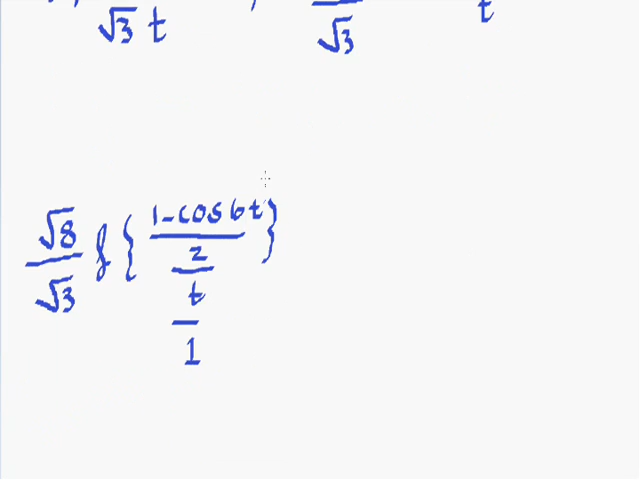 √3 t √3 t
√8/√3 ℒ{ 1-cos6t / 2 / t / 1 }